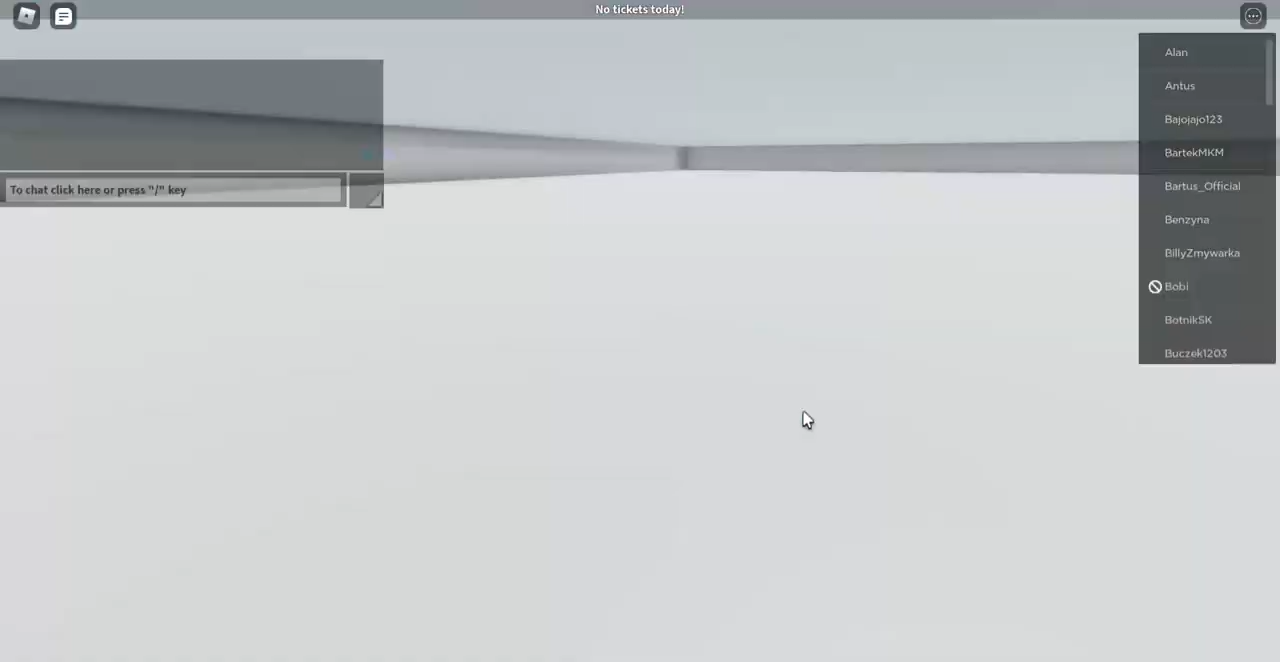 No tickets today!
To chat click here or press "/" key
Alan
Antus
Bajojajo123
BartekMKM
Bartus_Official
Benzyna
BillyZmywarka
Bobi
BotnikSK
Buczek1203